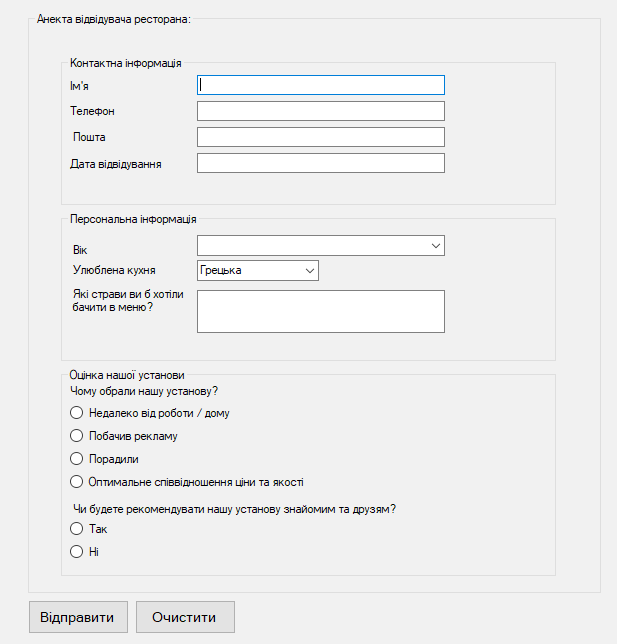 Анекта відвідувача ресторана:
Контактна інформація
Ім'я
Телефон
Пошта
Дата відвідування
Персональна інформація
Вік
Улюблена кухня
Грецька
Які страви ви б хотіли
бачити в меню?
Оцінка нашої установи
Чому обрали нашу установу?
Недалеко від роботи / дому
Побачив рекламу
Порадили
Оптимальне співвідношення ціни та якості
Чи будете рекомендувати нашу установу знайомим та друзям?
Так
Ні
Відправити
Очистити